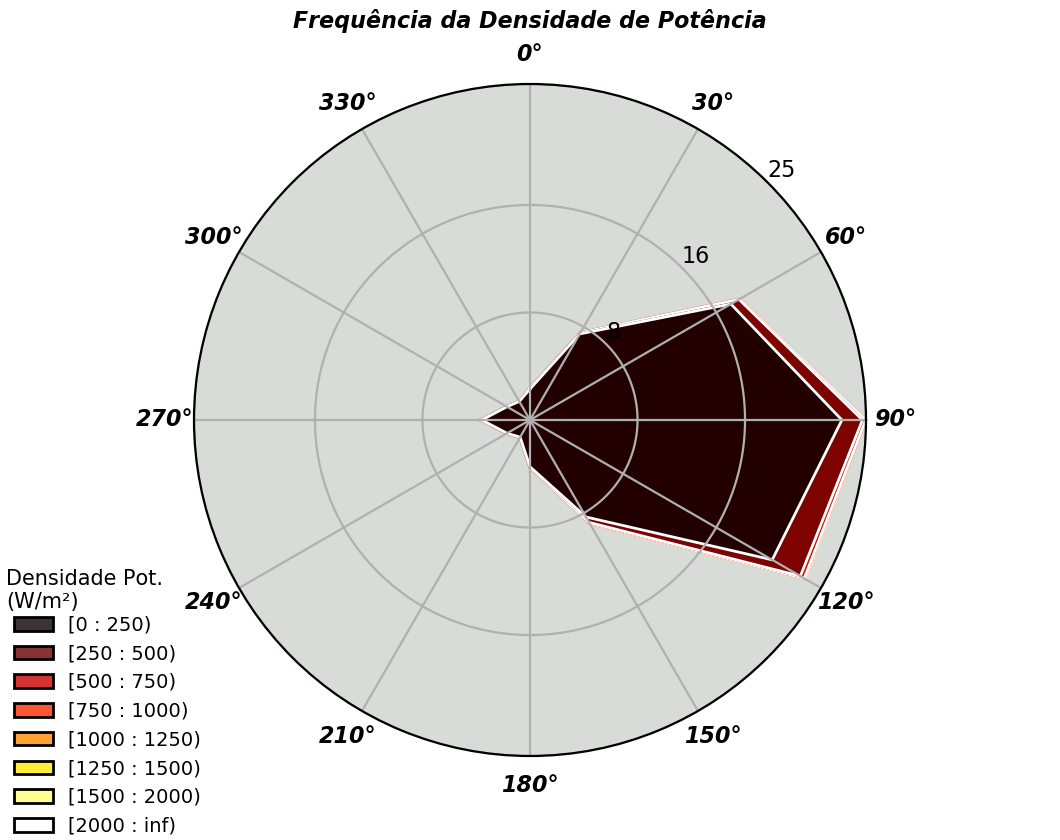 Frequência da Densidade de Potência
0°
330°
30°
25
300°
60°
16
8
270°
90°
Densidade Pot.
(W/m²)
240°
120°
[0 : 250)
[250 : 500)
[500 : 750)
[750 : 1000)
210°
150°
[1000 : 1250)
[1250 : 1500)
180°
[1500 : 2000)
[2000 : inf)